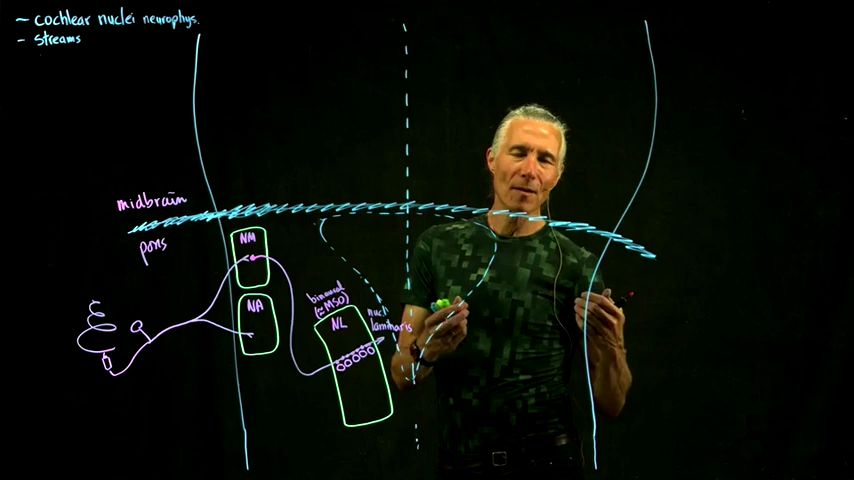 ~ cochlear nuclei neurophys.
- streams
midbrain
pons
NM
NA
binaural
(≈MSO)
NL
nucl
laminaris